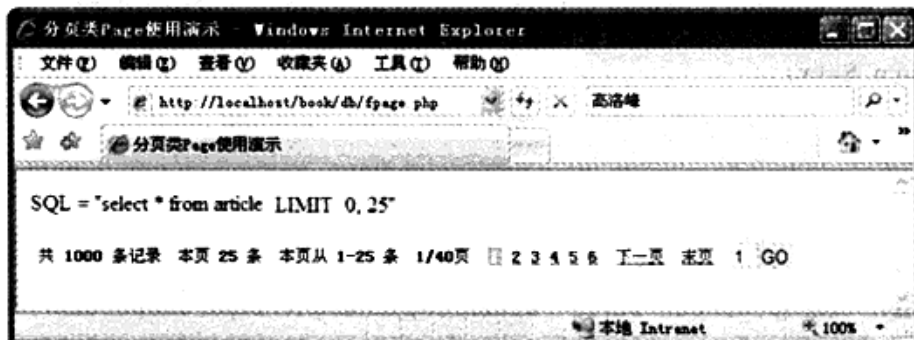 分页类Page使用演示 - Windows Internet Explorer
文件(F) 编辑(E) 查看(V) 收藏夹(A) 工具(T) 帮助(H)
http://localhost/book/db/fpage.php 高洛峰
分页类Page使用演示
SQL = "select * from article LIMIT 0, 25"
共 1000 条记录 本页 25 条 本页从 1-25 条 1/40页 2 3 4 5 6 下一页 末页 1 GO
本地 Intranet 100%